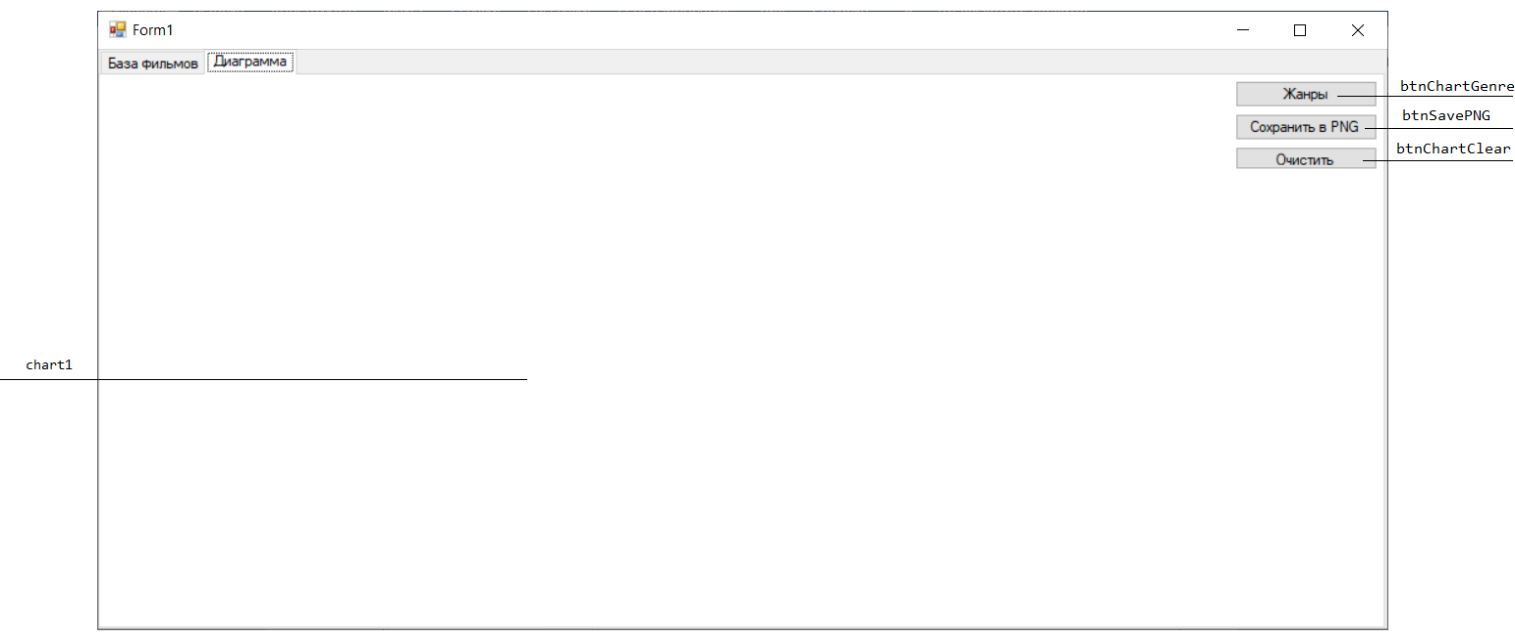 Form1
База фильмов Диаграмма
Жанры btnChartGenre
Сохранить в PNG btnSavePNG
Очистить btnChartClear
chart1